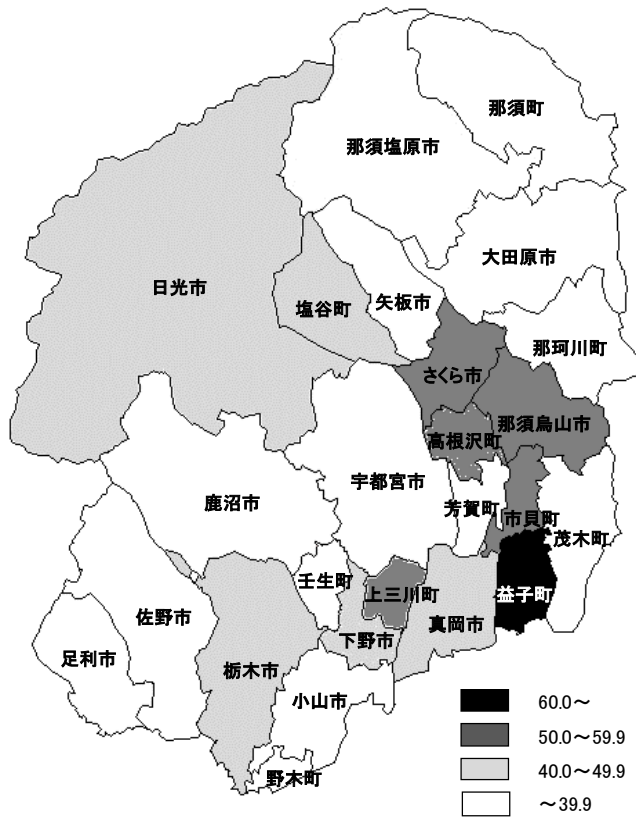 那須町
那須塩原市
大田原市
日光市
塩谷町
矢板市
那珂川町
さくら市
那須烏山市
高根沢町
宇都宮市
鹿沼市
芳賀町
市貝町
茂木町
壬生町
上三川町
益子町
佐野市
真岡市
下野市
足利市
栃木市
小山市
野木町
60.0～
50.0～59.9
40.0～49.9
～39.9